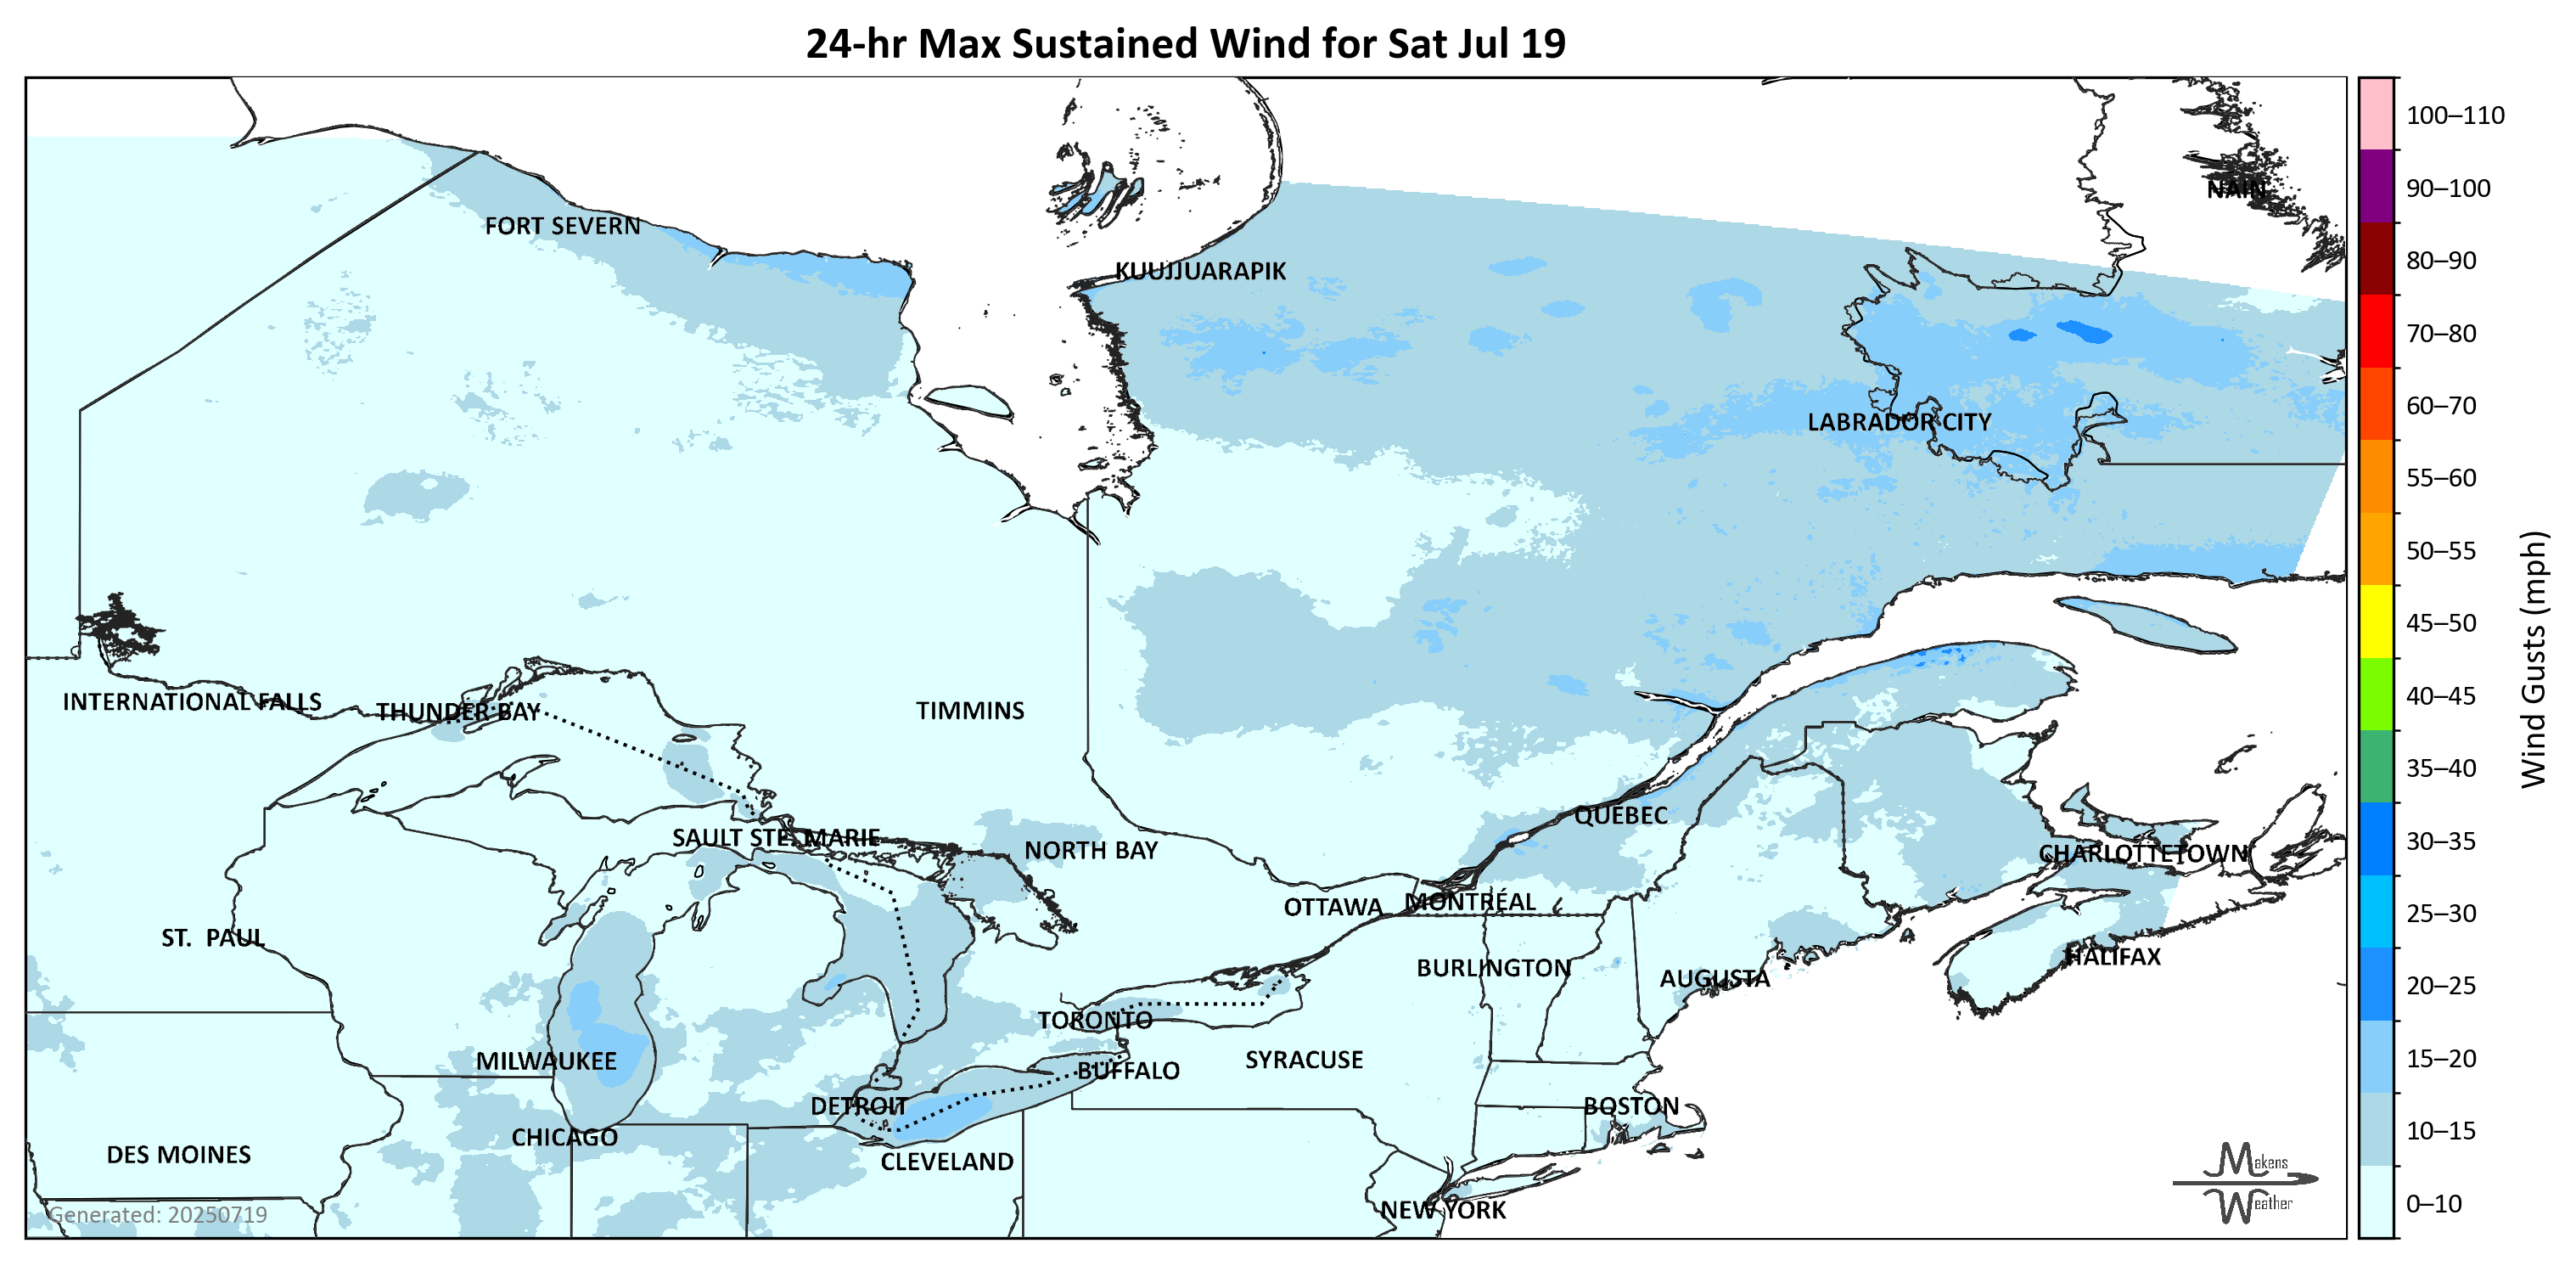 24-hr Max Sustained Wind for Sat Jul 19
100–110
90–100
NAIN
FORT SEVERN
80–90
KUUJJUARAPIK
70–80
60–70
LABRADOR CITY
55–60
50–55
45–50
40–45
INTERNATIONAL FALLS
THUNDER BAY
TIMMINS
35–40
Wind Gusts (mph)
QUÉBEC
30–35
SAULT STE. MARIE
NORTH BAY
CHARLOTTETOWN
OTTAWA
MONTRÉAL
25–30
ST. PAUL
HALIFAX
BURLINGTON
AUGUSTA
20–25
TORONTO
MILWAUKEE
SYRACUSE
15–20
BUFFALO
DETROIT
BOSTON
CHICAGO
10–15
DES MOINES
CLEVELAND
Makens
Weather
0–10
NEW YORK
Generated: 20250719